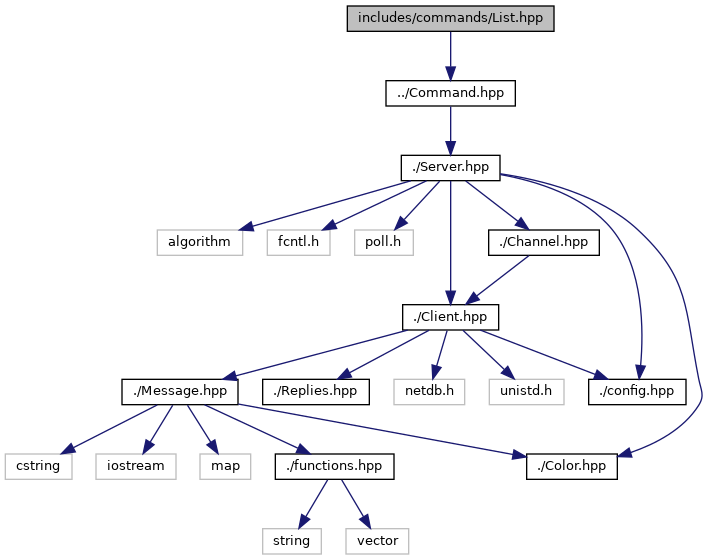 includes/commands/List.hpp
../Command.hpp
./Server.hpp
algorithm
fcntl.h
poll.h
./Channel.hpp
./Client.hpp
./Message.hpp
./Replies.hpp
netdb.h
unistd.h
./config.hpp
cstring
iostream
map
./functions.hpp
./Color.hpp
string
vector